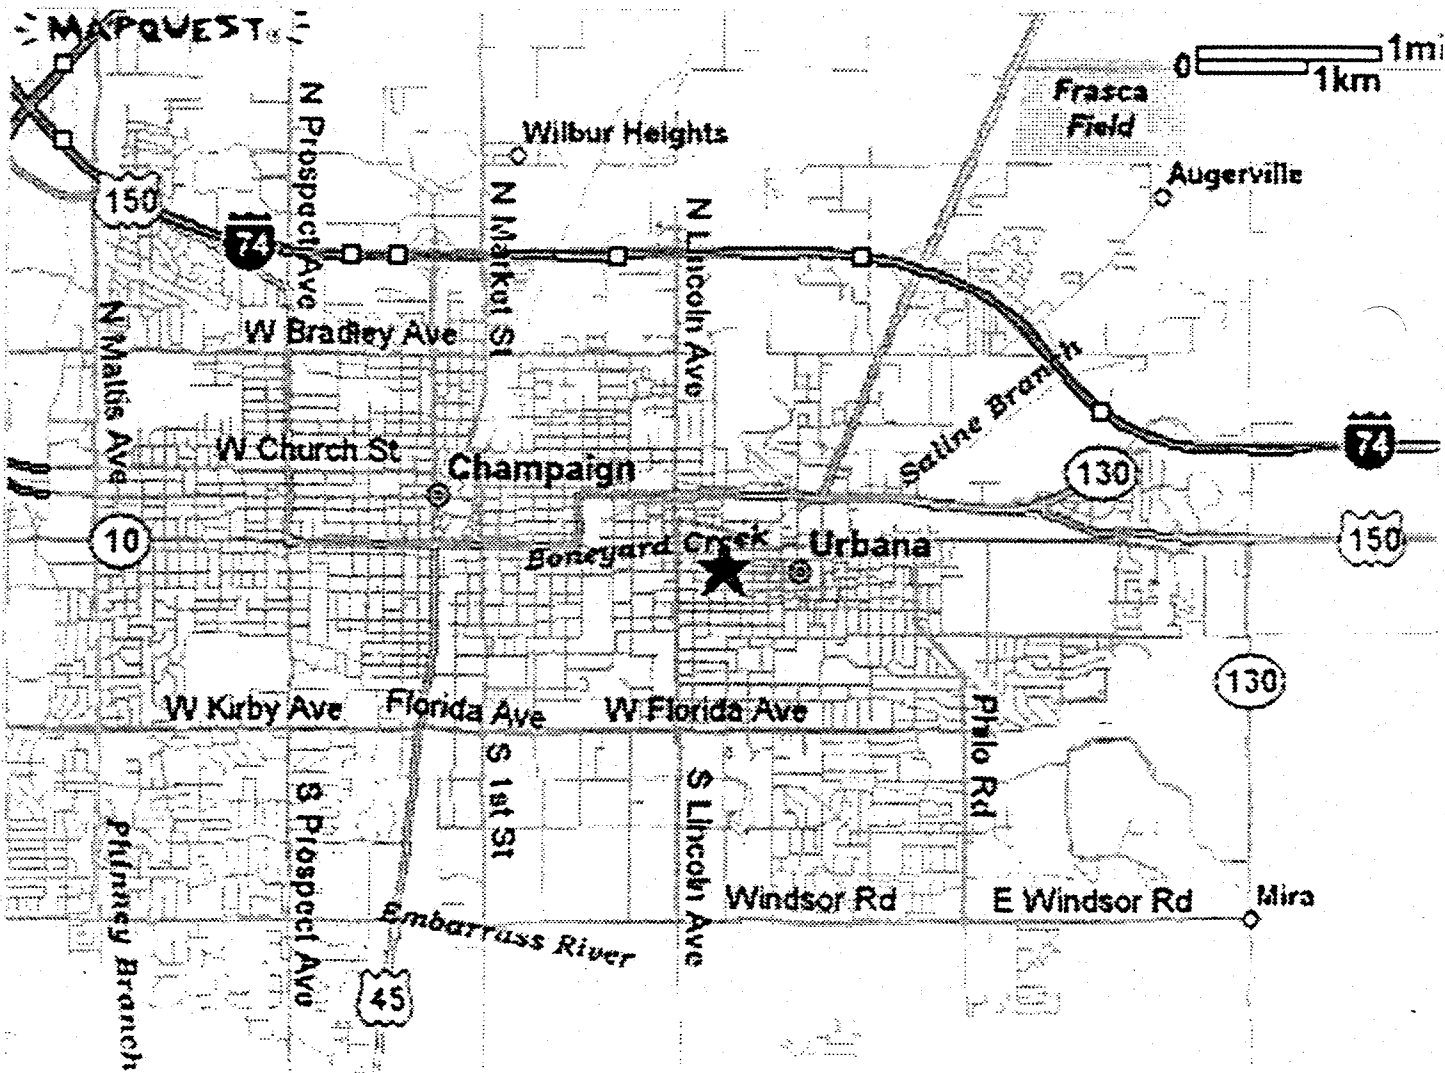 MAPQUEST
0 1mi
1km
Frasca
Field
Wilbur Heights
Augerville
N Prospect Ave
150
74
N Market St
N Lincoln Ave
W Bradley Ave
N Mattis Ave
Saline Branch
W Church St
Champaign
130
74
10
Boneyard Creek
Urbana
150
130
W Kirby Ave
Florida Ave
W Florida Ave
Philo Rd
S 1st St
S Lincoln Ave
S Prospect Ave
Phinney Branch
Windsor Rd
E Windsor Rd
Mira
Embarrass River
45